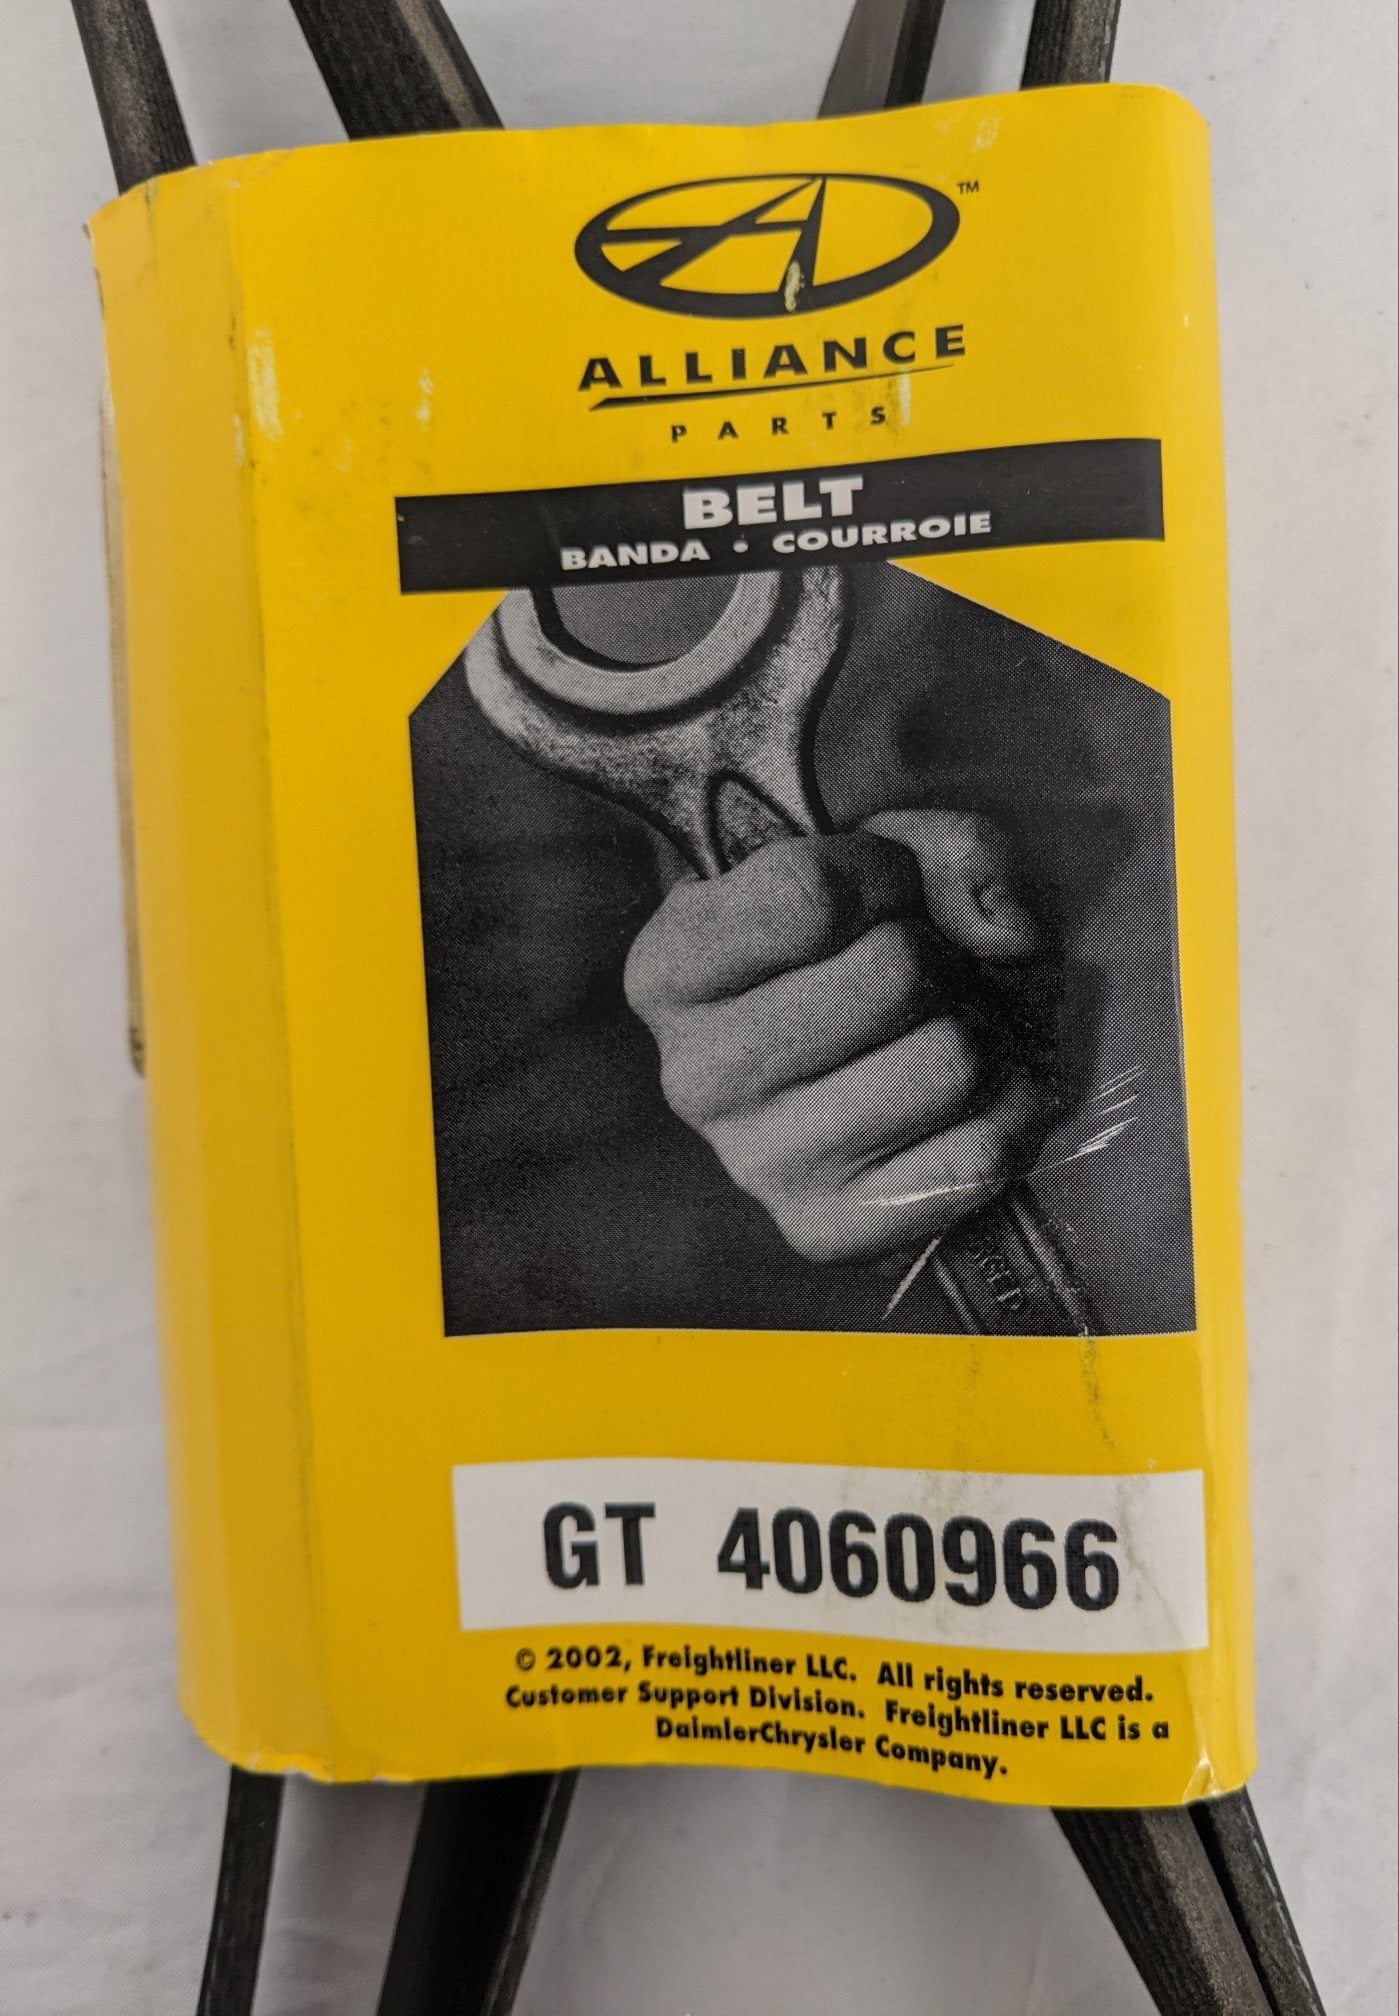 ™
ALLIANCE
PARTS
BELT
BANDA • COURROIE
GT 4060966
© 2002, Freightliner LLC. All rights reserved.
Customer Support Division. Freightliner LLC is a
DaimlerChrysler Company.